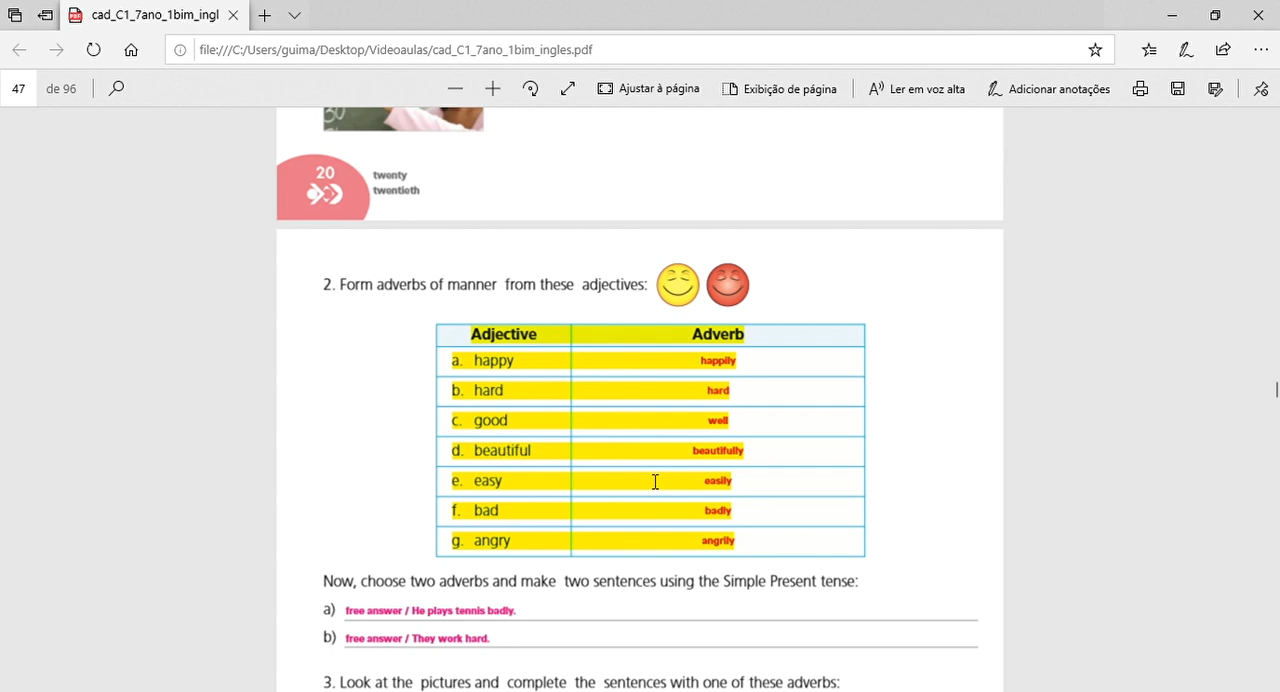 cad_C1_7ano_1bim_ingl
file:///C:/Users/guima/Desktop/Videoaulas/cad_C1_7ano_1bim_ingles.pdf
47 de 96 Ajustar à página Exibição de página Ler em voz alta Adicionar anotações
20 twenty
twentieth
2. Form adverbs of manner from these adjectives:
Adjective Adverb
a. happy happily
b. hard hard
c. good well
d. beautiful beautifully
e. easy easily
f. bad badly
g. angry angrily
Now, choose two adverbs and make two sentences using the Simple Present tense:
a) free answer / He plays tennis badly.
b) free answer / They work hard.
3. Look at the pictures and complete the sentences with one of these adverbs: